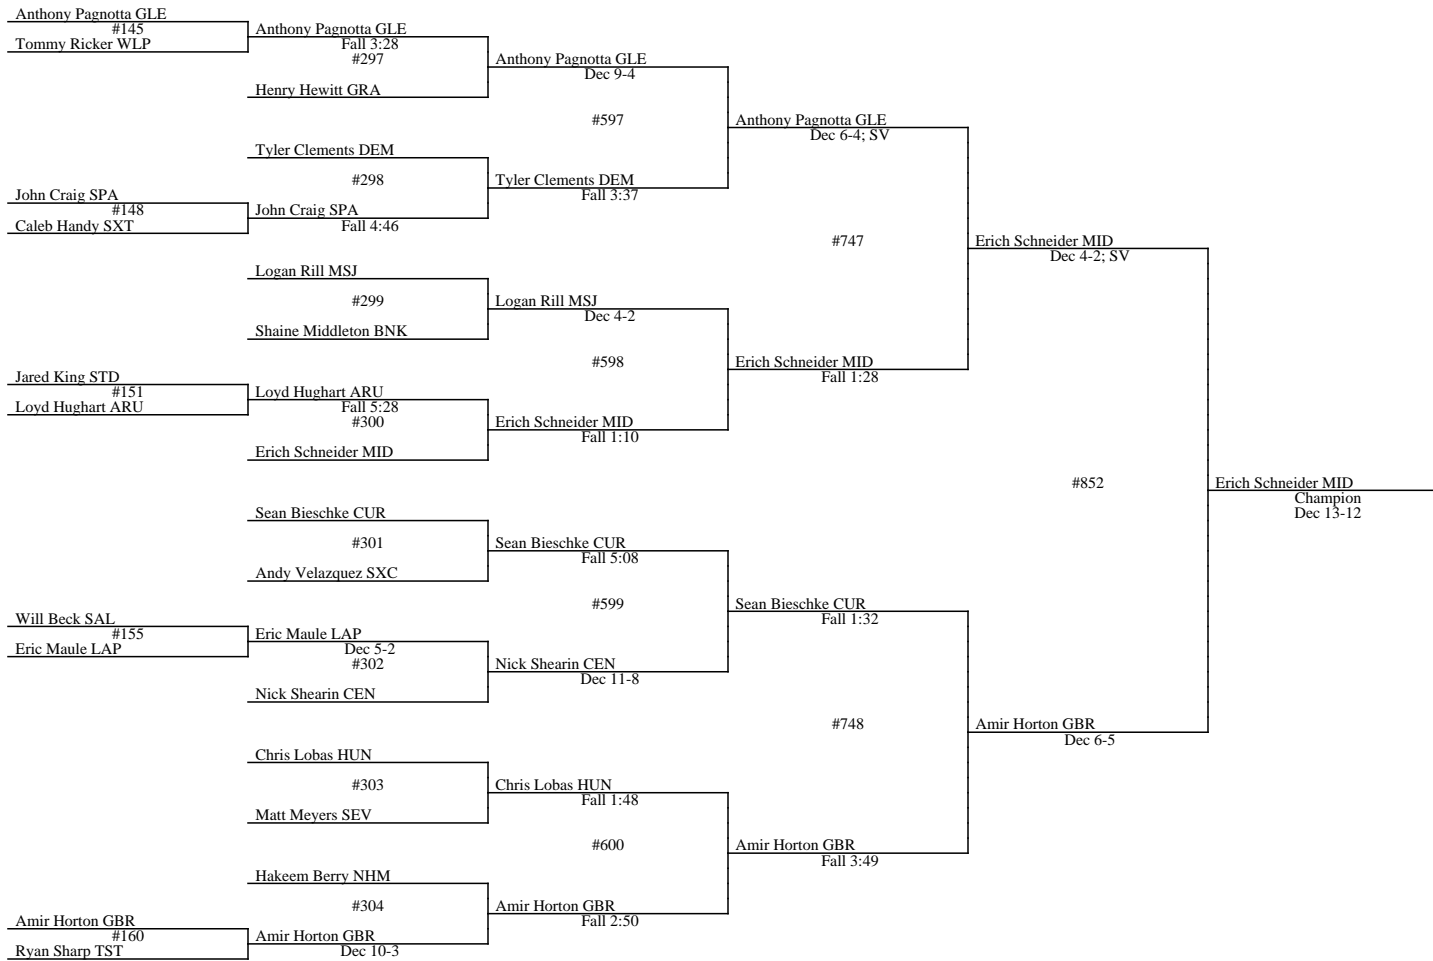 Anthony Pagnotta GLE
#145
Tommy Ricker WLP
Anthony Pagnotta GLE
Fall 3:28
#297
Henry Hewitt GRA
Anthony Pagnotta GLE
Dec 9-4
#597
Tyler Clements DEM
#298
John Craig SPA
#148
Caleb Handy SXT
John Craig SPA
Fall 4:46
Tyler Clements DEM
Fall 3:37
Anthony Pagnotta GLE
Dec 6-4; SV
#747
Logan Rill MSJ
#299
Shaine Middleton BNK
Logan Rill MSJ
Dec 4-2
#598
Jared King STD
#151
Loyd Hughart ARU
Loyd Hughart ARU
Fall 5:28
#300
Erich Schneider MID
Erich Schneider MID
Fall 1:10
Erich Schneider MID
Fall 1:28
Erich Schneider MID
Dec 4-2; SV
#852
Erich Schneider MID
Champion
Dec 13-12
Sean Bieschke CUR
#301
Andy Velazquez SXC
Sean Bieschke CUR
Fall 5:08
#599
Will Beck SAL
#155
Eric Maule LAP
Eric Maule LAP
Dec 5-2
#302
Nick Shearin CEN
Nick Shearin CEN
Dec 11-8
Sean Bieschke CUR
Fall 1:32
#748
Chris Lobas HUN
#303
Matt Meyers SEV
Chris Lobas HUN
Fall 1:48
#600
Hakeem Berry NHM
#304
Amir Horton GBR
#160
Ryan Sharp TST
Amir Horton GBR
Dec 10-3
Amir Horton GBR
Fall 2:50
Amir Horton GBR
Fall 3:49
Amir Horton GBR
Dec 6-5